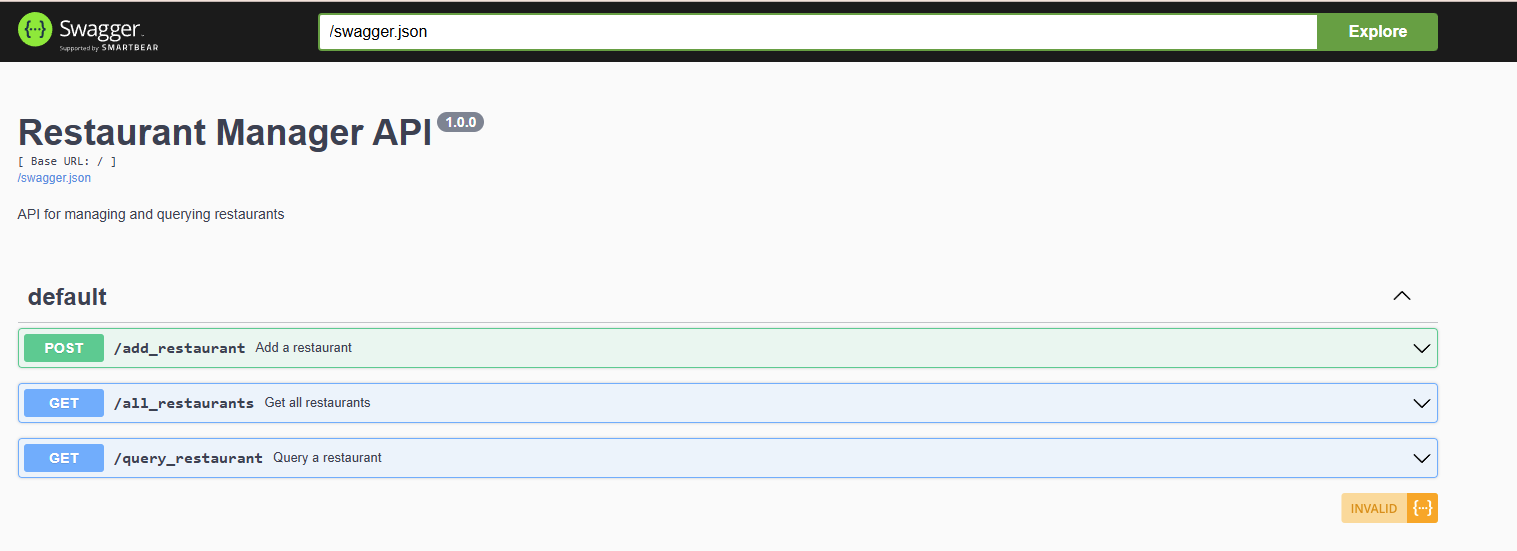 {···} Swagger™
Supported by SMARTBEAR
/swagger.json
Explore
Restaurant Manager API 1.0.0
[ Base URL: / ]
/swagger.json
API for managing and querying restaurants
default
POST /add_restaurant Add a restaurant
GET /all_restaurants Get all restaurants
GET /query_restaurant Query a restaurant
INVALID {···}